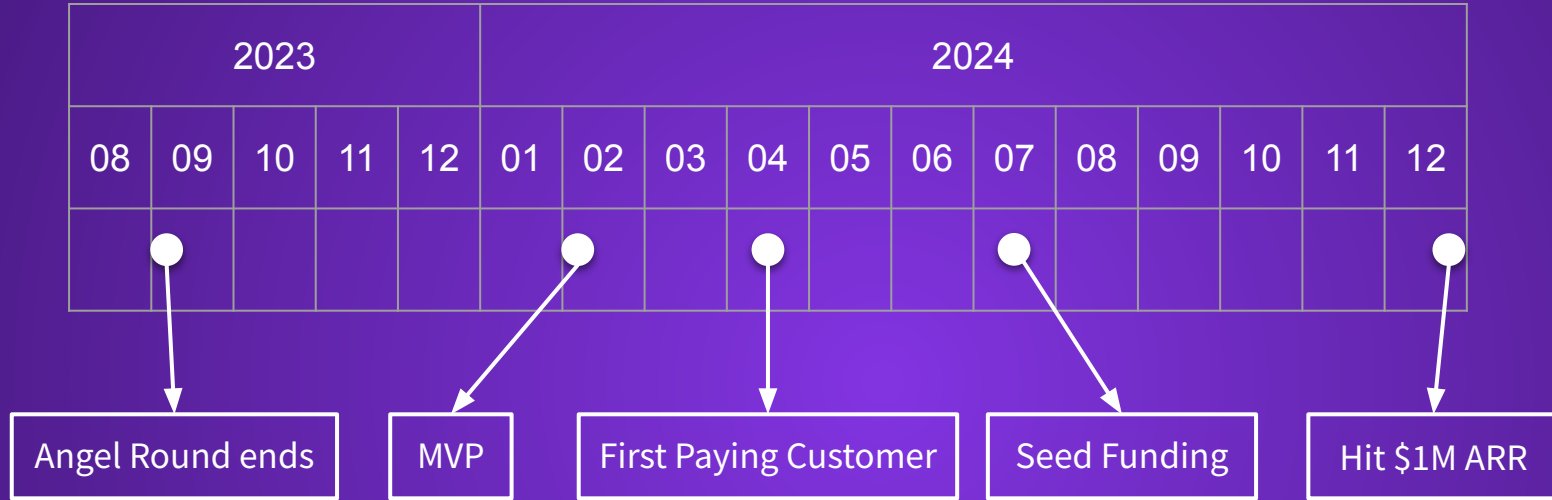 2023 2024
08 09 10 11 12 01 02 03 04 05 06 07 08 09 10 11 12
Angel Round ends MVP First Paying Customer Seed Funding Hit $1M ARR